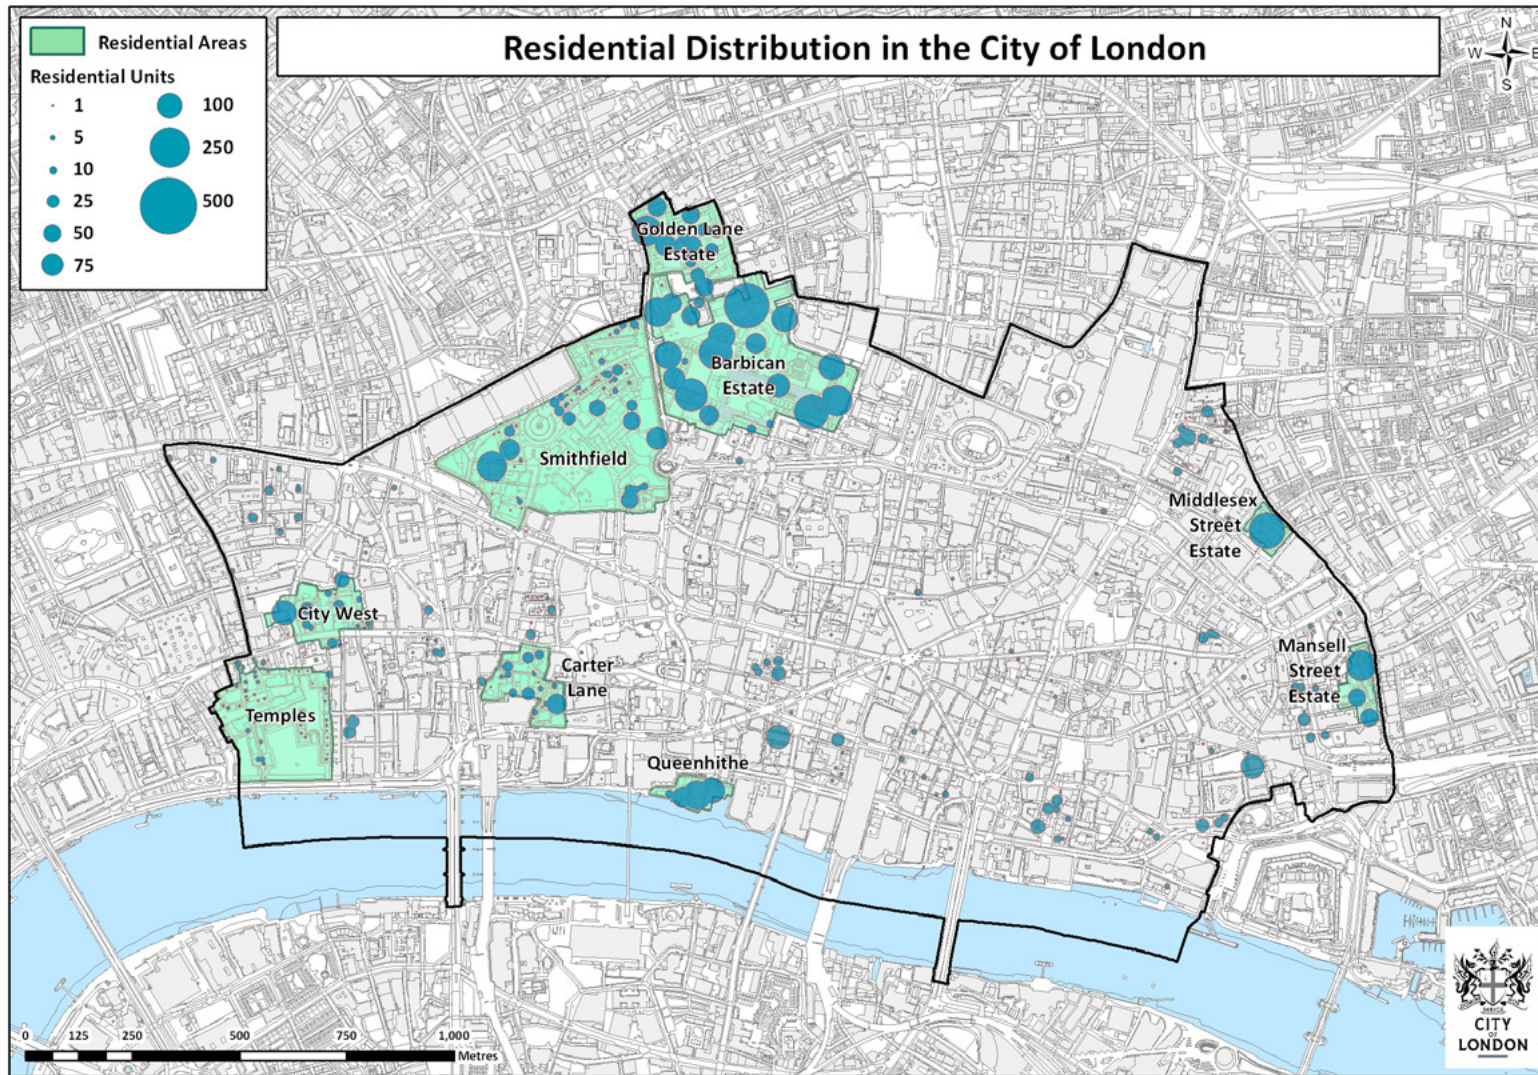 Residential Distribution in the City of London
Residential Areas
Residential Units
1
5
10
25
50
75
100
250
500
N
W
E
S
Golden Lane
Estate
Barbican
Estate
Smithfield
Middlesex
Street
Estate
City West
Mansell
Street
Estate
Carter
Lane
Temples
Queenhithe
0
125
250
500
750
1,000
Metres
CITY
OF
LONDON